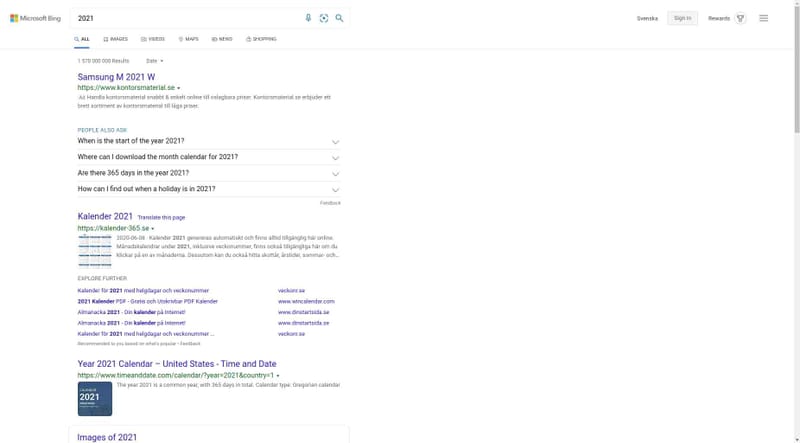 Microsoft Bing
2021
Svenska
Sign in
Rewards
ALL
IMAGES
VIDEOS
MAPS
NEWS
SHOPPING
1 570 000 000 Results
Date
Samsung M 2021 W
https://www.kontorsmaterial.se
Ad Handla kontorsmaterial snabbt & enkelt online till oslagbara priser. Kontorsmaterial.se erbjuder ett
brett sortiment av kontorsmaterial till låga priser.
PEOPLE ALSO ASK
When is the start of the year 2021?
Where can I download the month calendar for 2021?
Are there 365 days in the year 2021?
How can I find out when a holiday is in 2021?
Feedback
Kalender 2021 Translate this page
https://kalender-365.se
2020-06-08 · Kalender 2021 genereras automatiskt och finns alltid tillgänglig här online.
Månadskalendrar under 2021, inklusive veckonummer, finns också tillgängliga här om du
klickar på en av månaderna. Dessutom kan du också hitta skottår, årstider, sommar- och...
EXPLORE FURTHER
Kalender för 2021 med helgdagar och veckonummer veckonr.se
2021 Kalender PDF - Gratis och Utskrivbar PDF Kalender www.wincalendar.com
Almanacka 2021 - Din kalender på Internet! www.dinstartsida.se
Almanacka 2021 - Din kalender på Internet! www.dinstartsida.se
Kalender för 2021 med helgdagar och veckonummer ... veckonr.se
Recommended to you based on what's popular • Feedback
Year 2021 Calendar – United States - Time and Date
https://www.timeanddate.com/calendar/?year=2021&country=1
The year 2021 is a common year, with 365 days in total. Calendar type: Gregorian calendar
CALENDAR
2021
Images of 2021